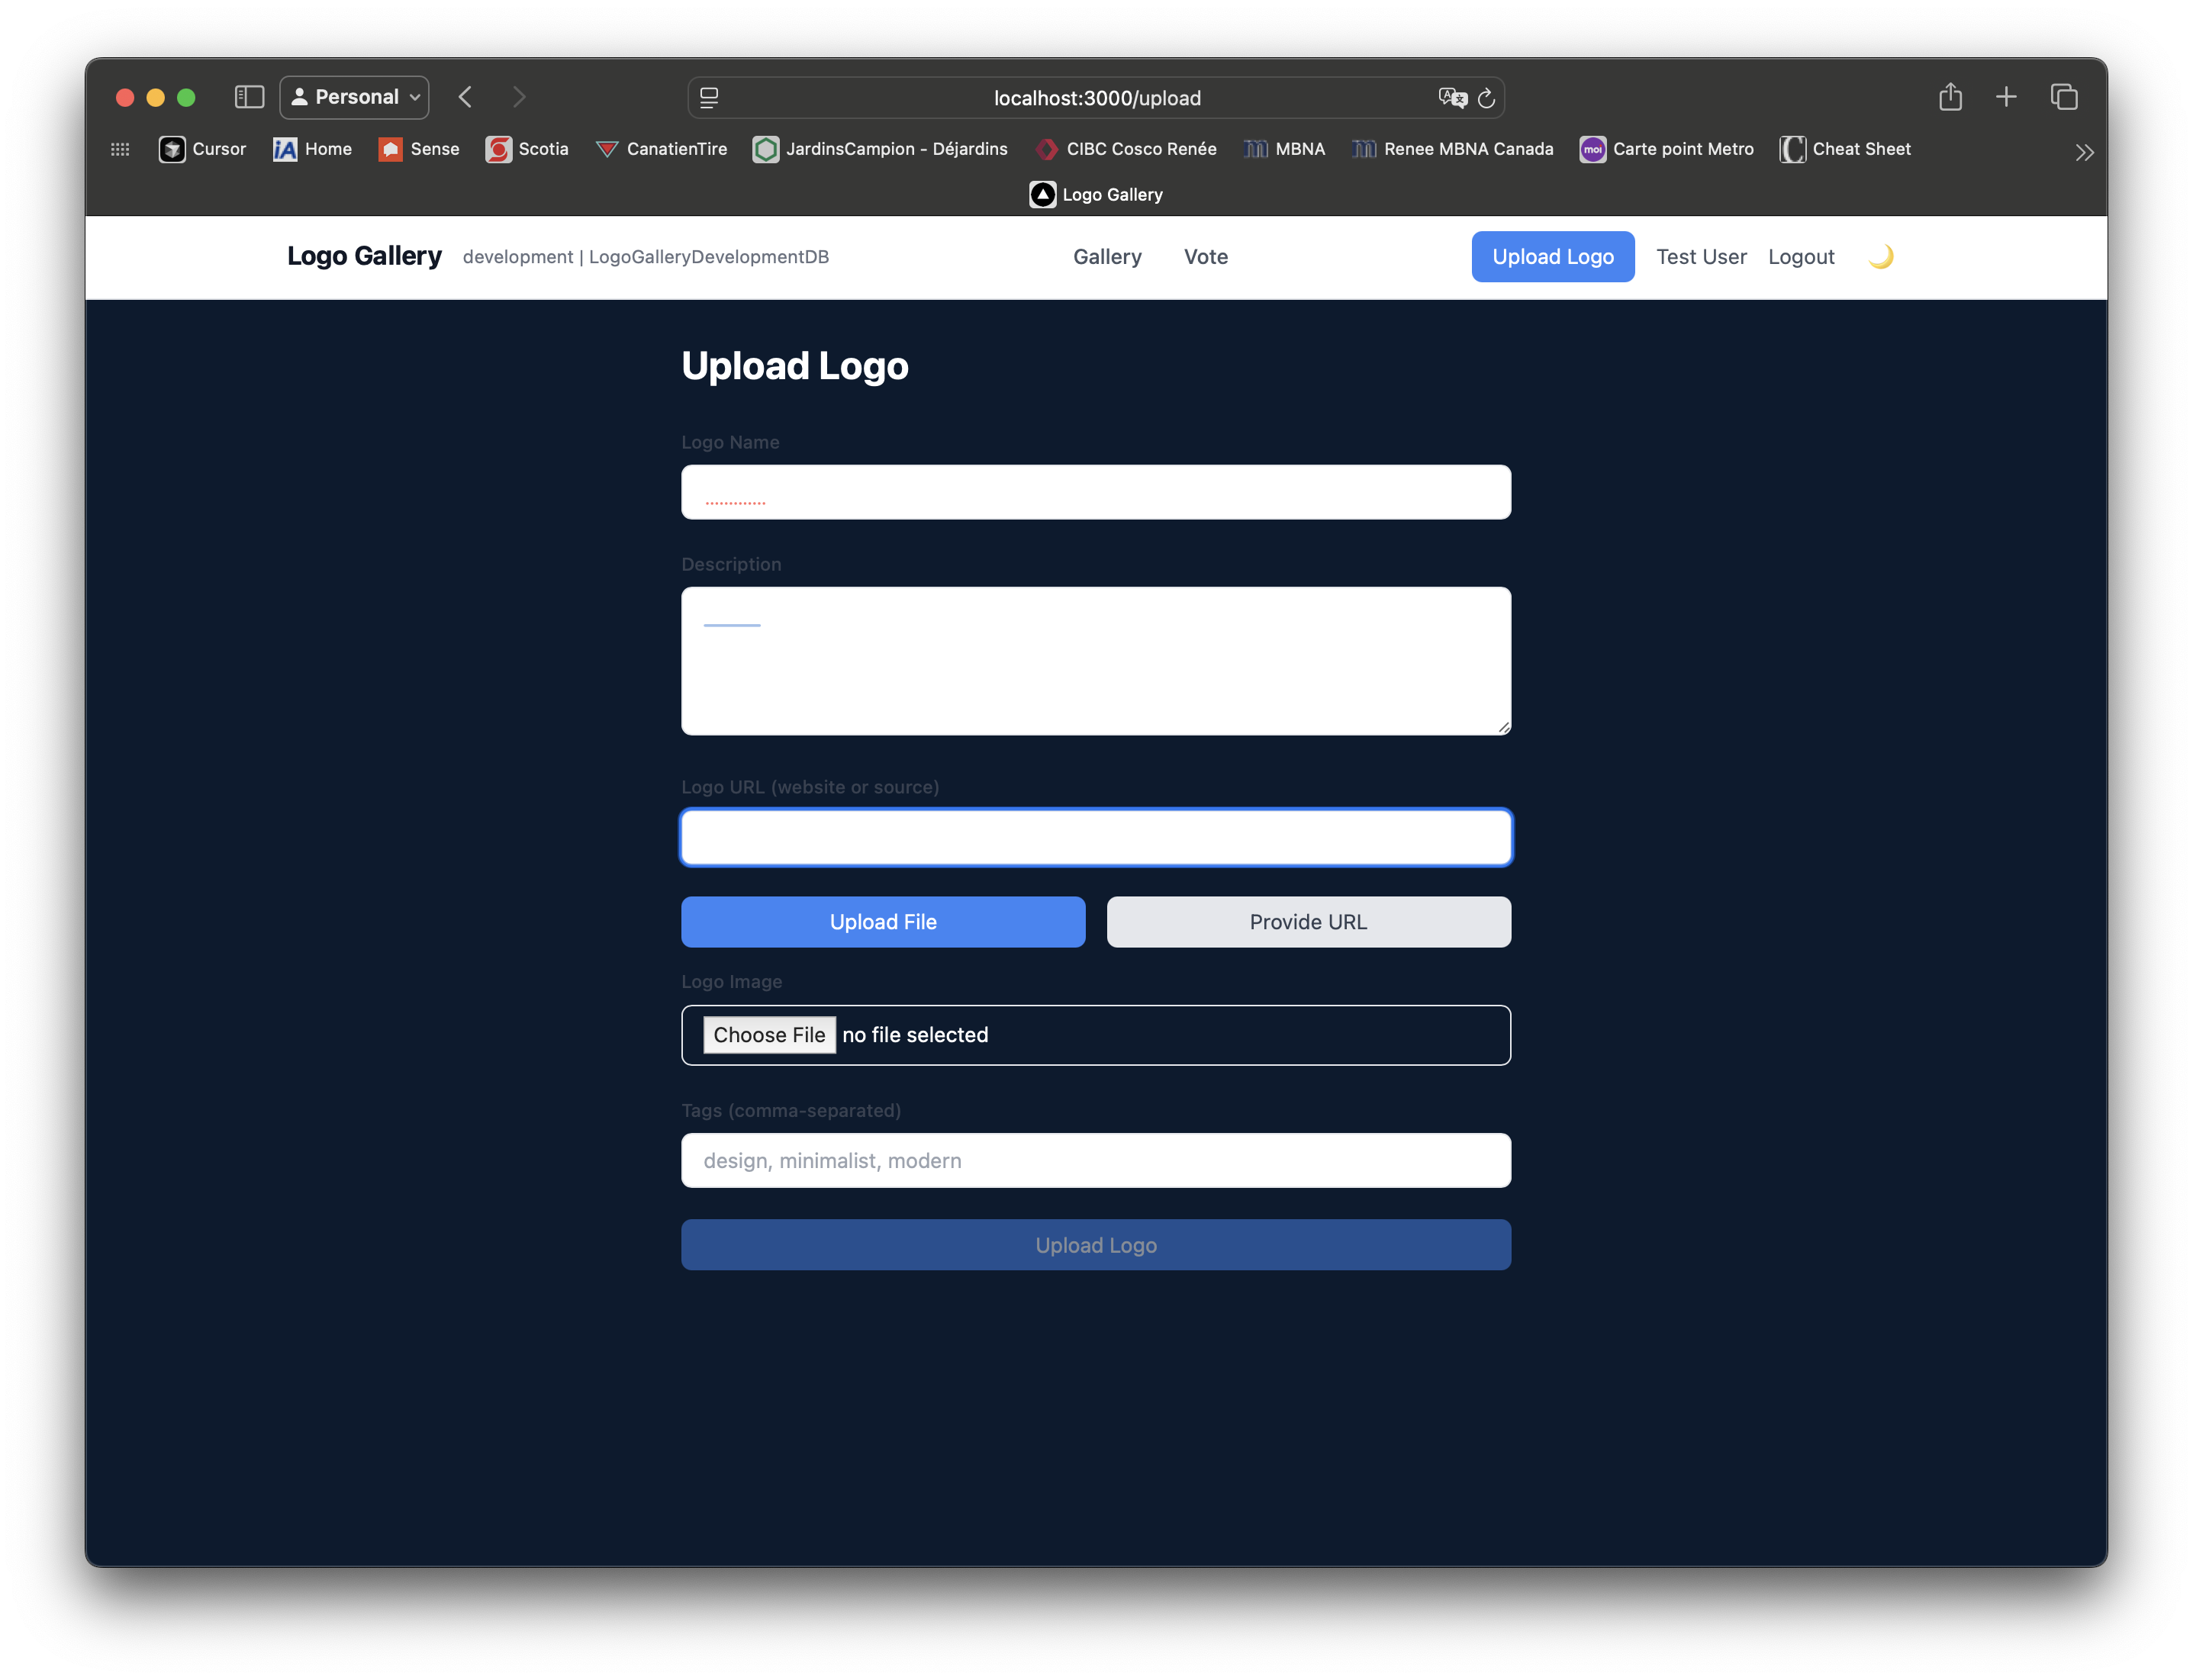 Personal
localhost:3000/upload
Cursor iA Home Sense Scotia CanatienTire JardinsCampion - Déjardins CIBC Cosco Renée MBNA Renee MBNA Canada moi Carte point Metro Cheat Sheet
Logo Gallery
Logo Gallery development | LogoGalleryDevelopmentDB Gallery Vote Upload Logo Test User Logout
Upload Logo
Logo Name
Description
Logo URL (website or source)
Upload File Provide URL
Logo Image
Choose File no file selected
Tags (comma-separated)
design, minimalist, modern
Upload Logo